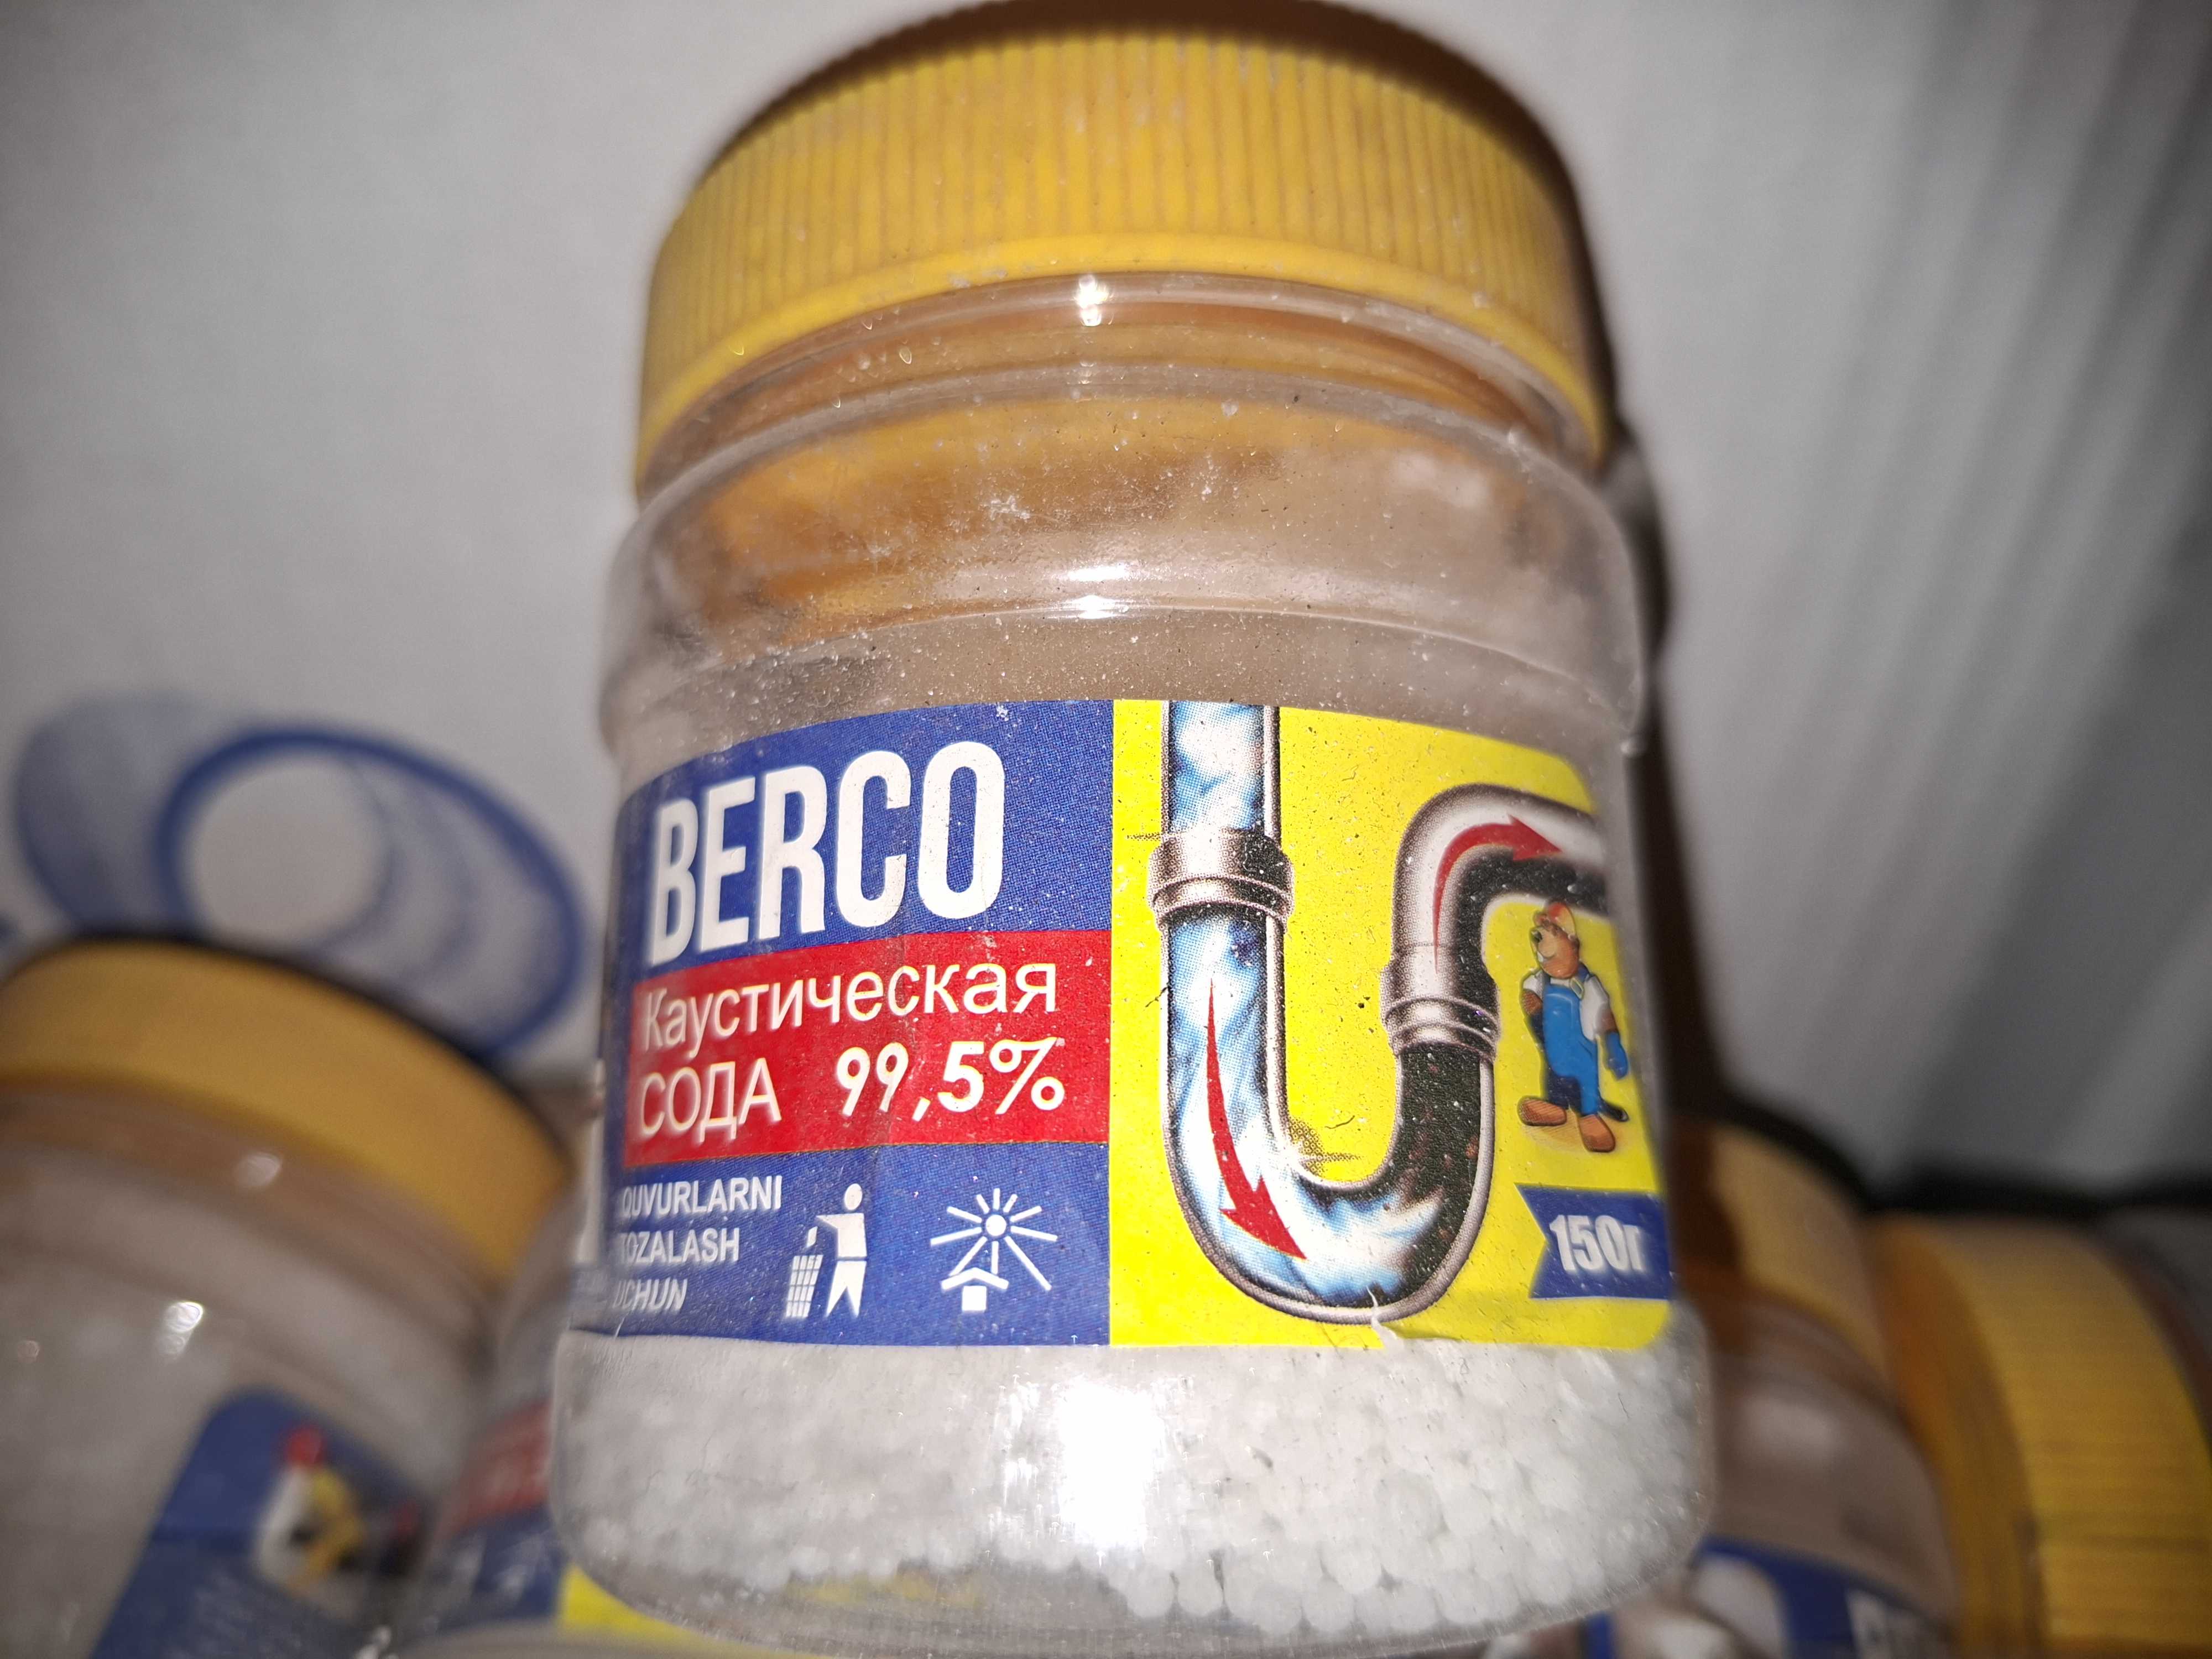 BERCO
Каустическая
СОДА 99,5%
QUVURLARNI
TOZALASH
UCHUN
150г